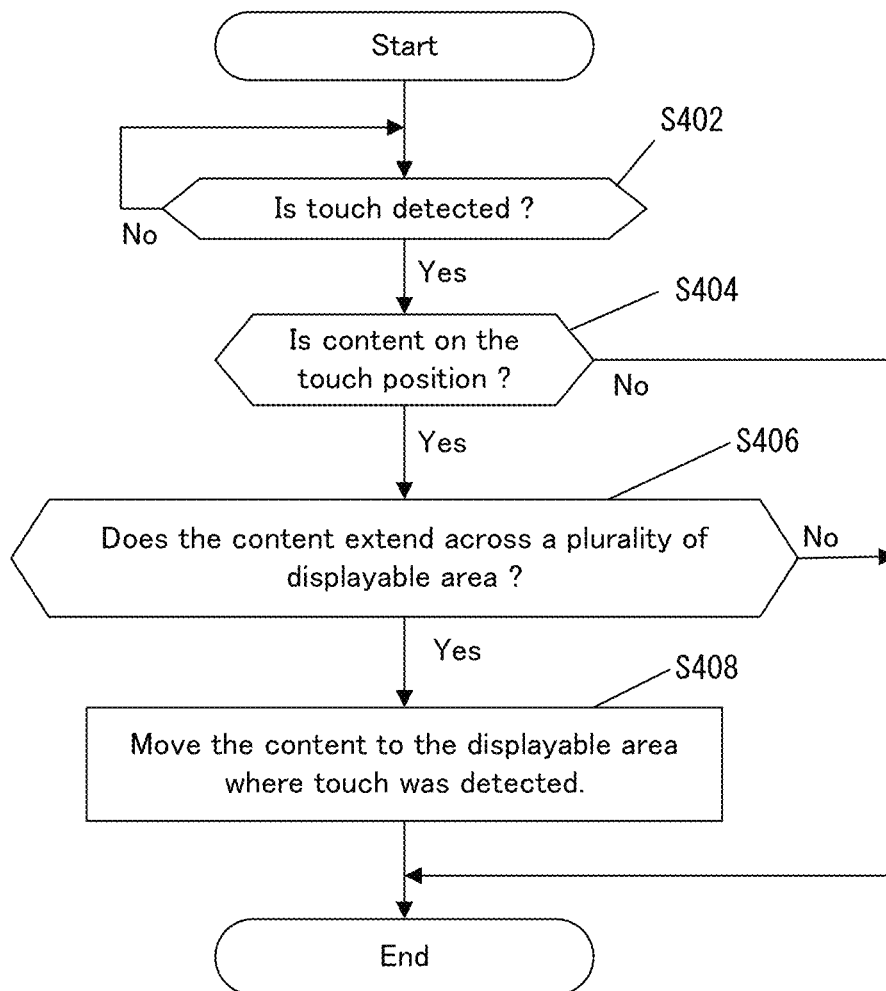 Start
S402
Is touch detected ?
No
Yes
S404
Is content on the
touch position ?
No
Yes
S406
Does the content extend across a plurality of
displayable area ?
No
Yes
S408
Move the content to the displayable area
where touch was detected.
End